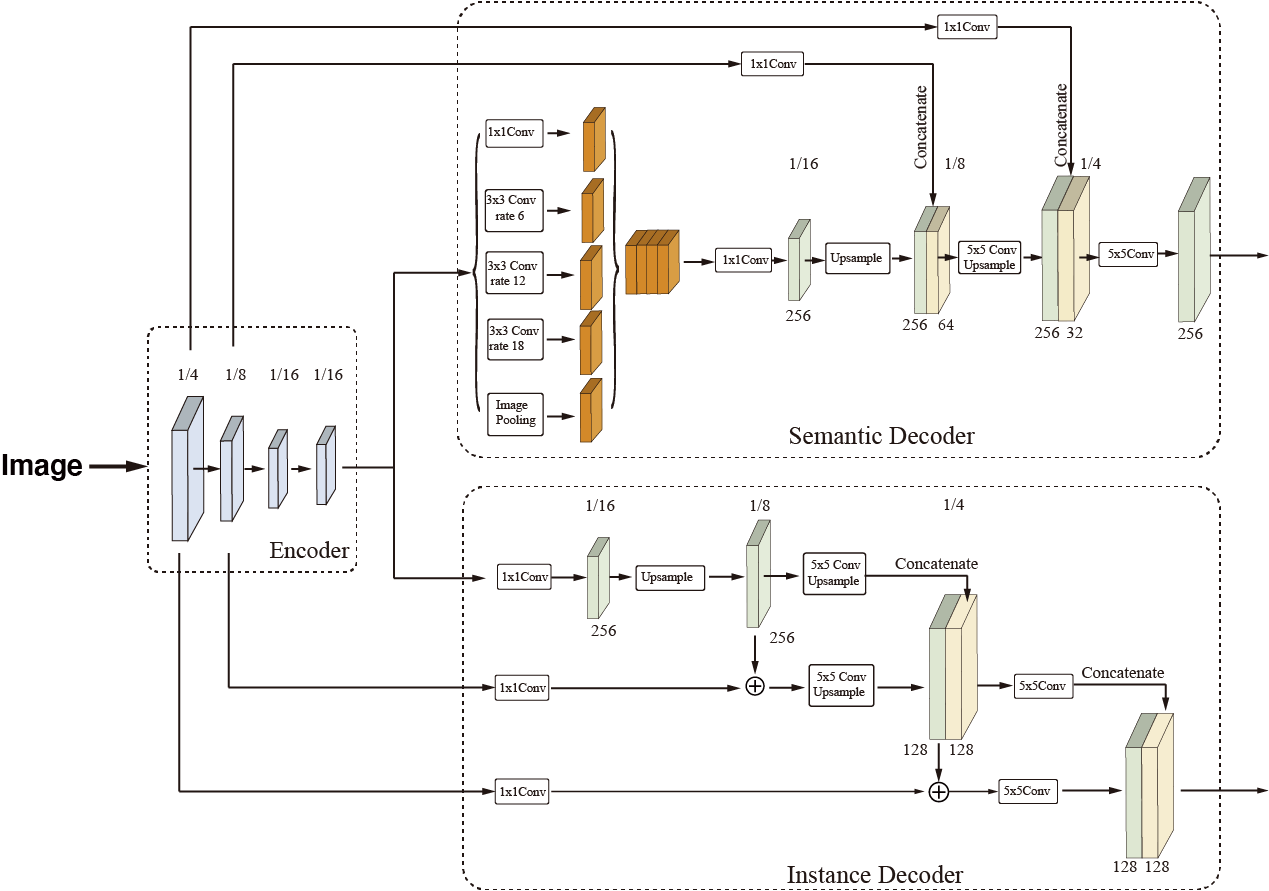 1x1Conv
1x1Conv
Concatenate
Concatenate
1x1Conv
3x3 Conv
rate 6
3x3 Conv
rate 12
3x3 Conv
rate 18
Image
Pooling
1x1Conv
1/16
256
Upsample
1/8
256 64
5x5 Conv
Upsample
1/4
256 32
5x5Conv
256
Semantic Decoder
Image
1/4
1/8
1/16
1/16
Encoder
1/16
1/8
1/4
1x1Conv
256
Upsample
256
5x5 Conv
Upsample
Concatenate
1x1Conv
5x5 Conv
Upsample
128 128
5x5Conv
Concatenate
1x1Conv
5x5Conv
128 128
Instance Decoder